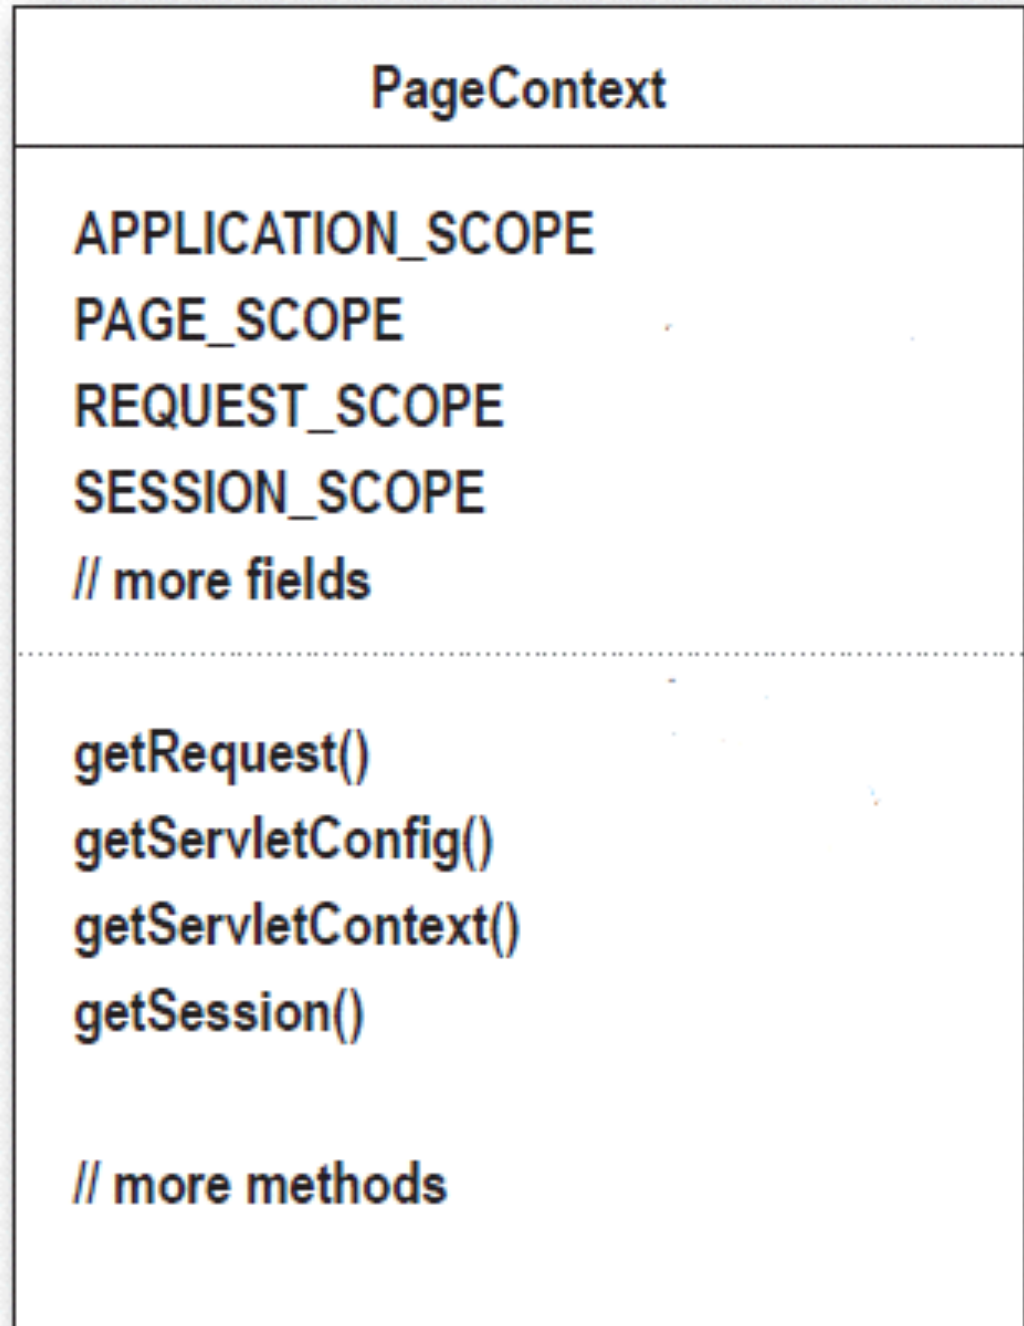 PageContext
APPLICATION_SCOPE
PAGE_SCOPE
REQUEST_SCOPE
SESSION_SCOPE
// more fields
getRequest()
getServletConfig()
getServletContext()
getSession()
// more methods